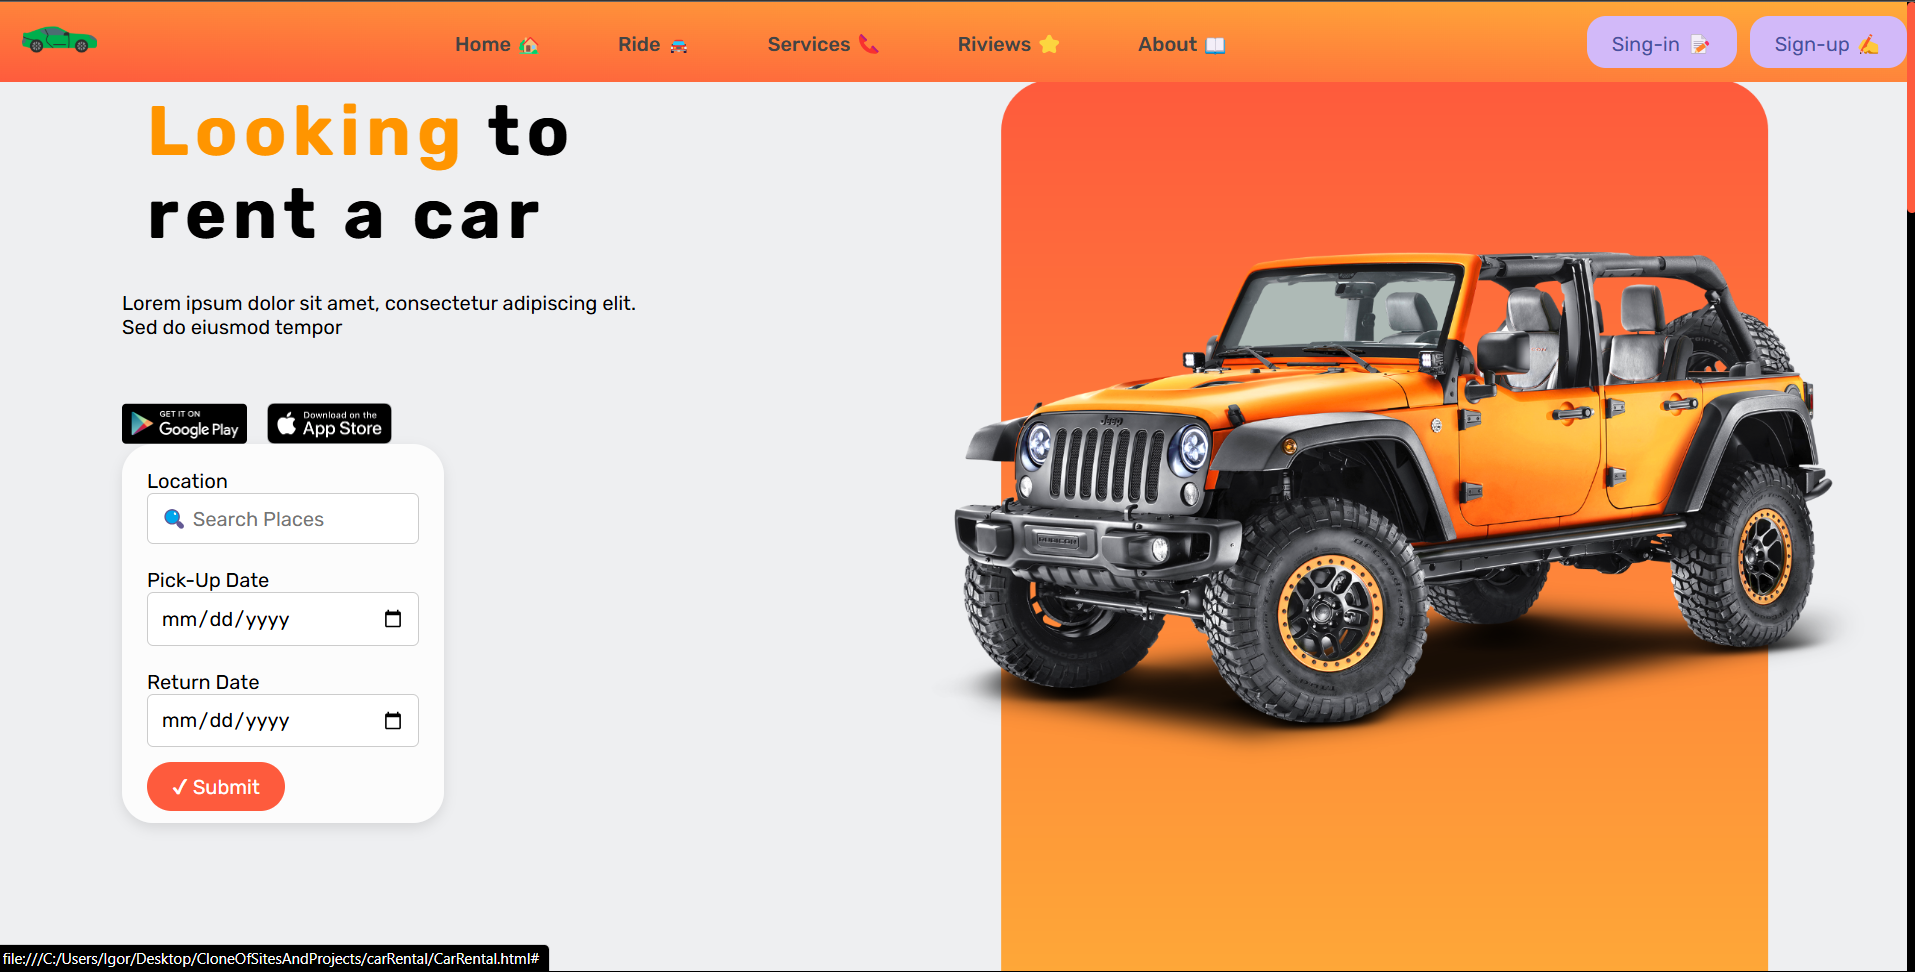 Home
Ride
Services
Riviews
About
Sing-in
Sign-up
Looking to
rent a car
Lorem ipsum dolor sit amet, consectetur adipiscing elit.
Sed do eiusmod tempor
GET IT ON
Google Play
Download on the
App Store
Location
Search Places
Pick-Up Date
mm/dd/yyyy
Return Date
mm/dd/yyyy
✓ Submit
Jeep
RUBICON
file:///C:/Users/Igor/Desktop/CloneOfSitesAndProjects/carRental/CarRental.html#